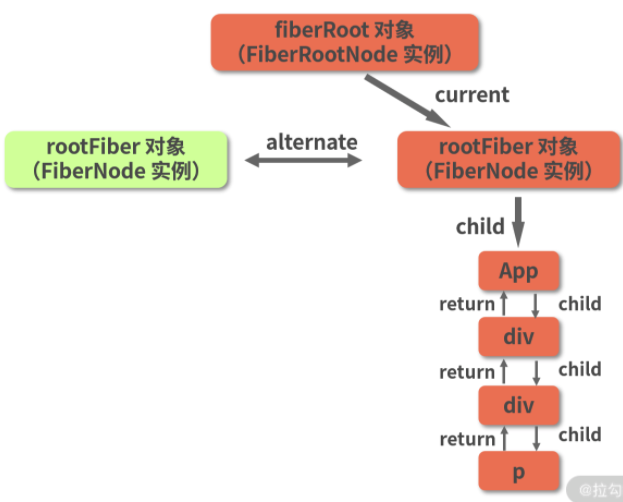 fiberRoot 对象
（FiberRootNode 实例）
current
rootFiber 对象
（FiberNode 实例）
alternate
rootFiber 对象
（FiberNode 实例）
child
App
return
child
div
return
child
div
return
child
p
@拉勾